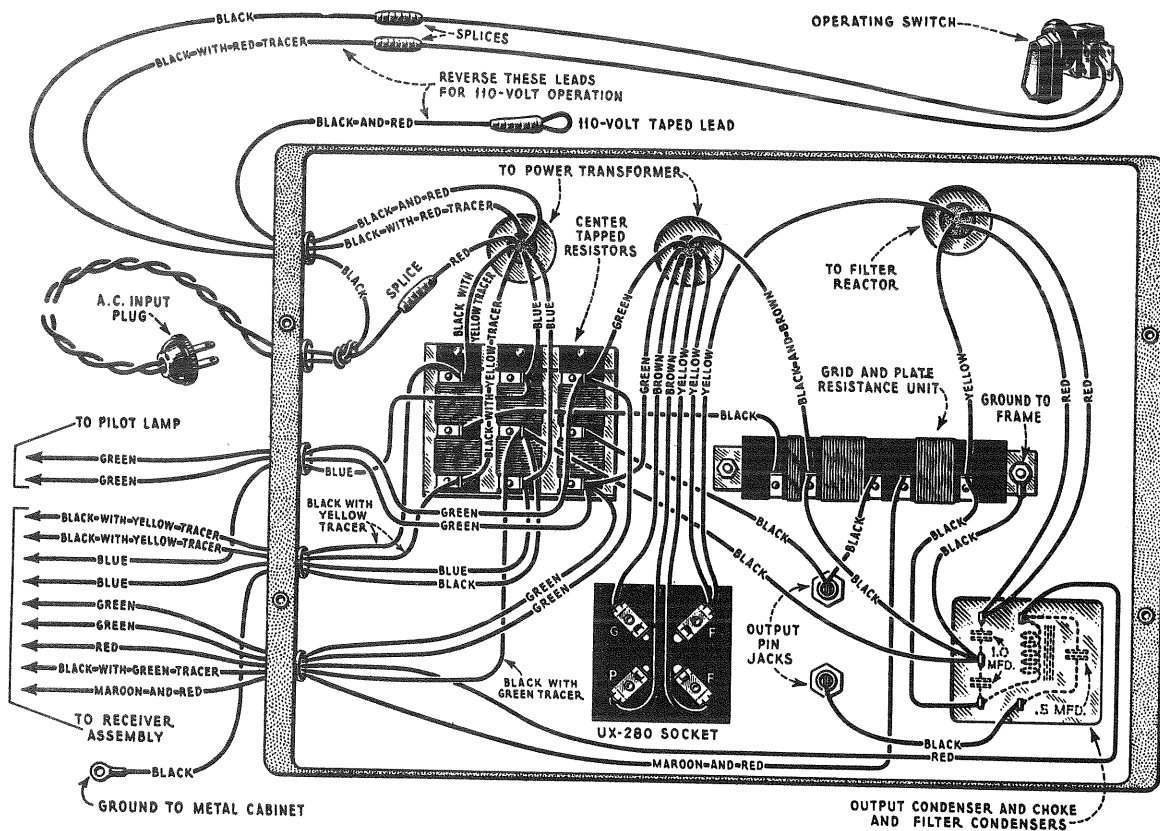 BLACK
SPLICES
BLACK-WITH-RED-TRACER
OPERATING SWITCH
REVERSE THESE LEADS
FOR 110-VOLT OPERATION
BLACK-AND-RED
110-VOLT TAPED LEAD
TO POWER TRANSFORMER
BLACK-AND-RED
BLACK-WITH-RED-TRACER
CENTER
TAPPED
RESISTORS
BLACK
SPLICE
RED
TO FILTER
REACTOR
A.C. INPUT
PLUG
BLACK WITH
YELLOW TRACER
BLACK-WITH-YELLOW-TRACER
BLUE
BLUE
GREEN
GREEN
BROWN
BROWN
YELLOW
YELLOW
BLACK-AND-BROWN
YELLOW
RED
RED
GRID AND PLATE
RESISTANCE UNIT
GROUND TO
FRAME
TO PILOT LAMP
GREEN
GREEN
BLUE
BLACK
BLACK WITH
YELLOW
TRACER
GREEN
GREEN
BLACK-WITH-YELLOW-TRACER
BLACK-WITH-YELLOW-TRACER
BLUE
BLUE
BLUE
BLACK
BLACK
BLACK
BLACK
BLACK
BLACK
BLACK
GREEN
GREEN
GREEN
GREEN
RED
BLACK-WITH-GREEN-TRACER
MAROON-AND-RED
TO RECEIVER
ASSEMBLY
BLACK WITH
GREEN TRACER
G
F
P
F
UX-280 SOCKET
OUTPUT
PIN
JACKS
1.0
MFD.
.5 MFD.
BLACK
RED
MAROON-AND-RED
BLACK
GROUND TO METAL CABINET
OUTPUT CONDENSER AND CHOKE
AND FILTER CONDENSERS